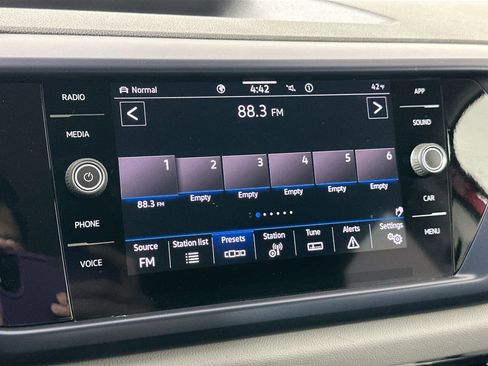 RADIO
MEDIA
PHONE
VOICE
Normal 4:42 42°F
88.3 FM
1 2 3 4 5 6
88.3 FM Empty Empty Empty Empty Empty
Source Station list Presets Station Tune Alerts Settings
FM
APP
SOUND
CAR
MENU